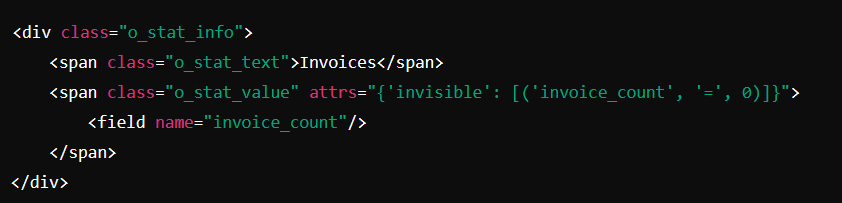 <div class="o_stat_info">
    <span class="o_stat_text">Invoices</span>
    <span class="o_stat_value" attrs="{'invisible': [('invoice_count', '=', 0)]}">
        <field name="invoice_count"/>
    </span>
</div>